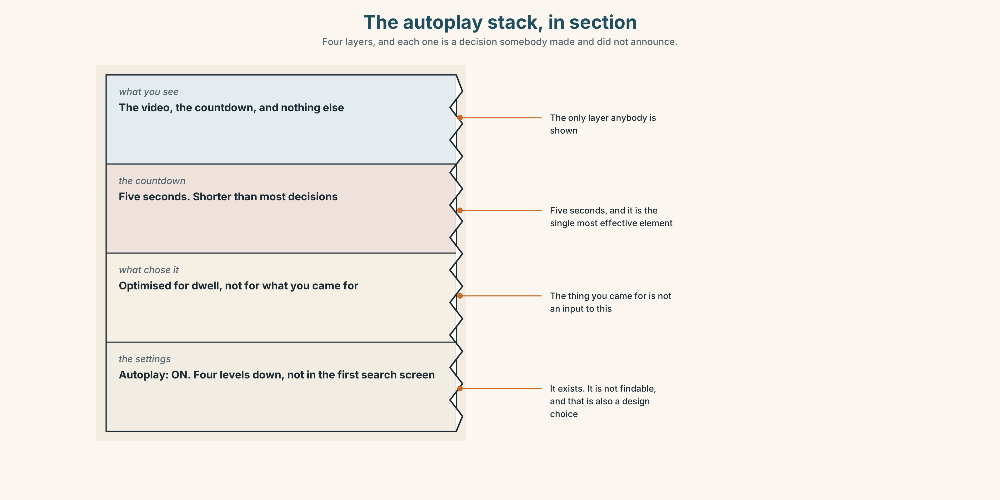 The autoplay stack, in section
Four layers, and each one is a decision somebody made and did not announce.
what you see
The video, the countdown, and nothing else
The only layer anybody is
shown
the countdown
Five seconds. Shorter than most decisions
Five seconds, and it is the
single most effective element
what chose it
Optimised for dwell, not for what you came for
The thing you came for is not
an input to this
the settings
Autoplay: ON. Four levels down, not in the first search screen
It exists. It is not findable,
and that is also a design
choice